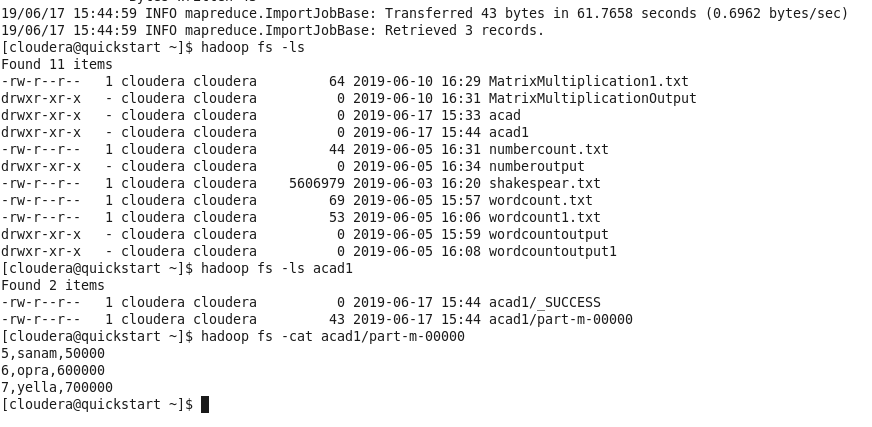 19/06/17 15:44:59 INFO mapreduce.ImportJobBase: Transferred 43 bytes in 61.7658 seconds (0.6962 bytes/sec)
19/06/17 15:44:59 INFO mapreduce.ImportJobBase: Retrieved 3 records.
[cloudera@quickstart ~]$ hadoop fs -ls
Found 11 items
-rw-r--r--   1 cloudera cloudera         64 2019-06-10 16:29 MatrixMultiplication1.txt
drwxr-xr-x   - cloudera cloudera          0 2019-06-10 16:31 MatrixMultiplicationOutput
drwxr-xr-x   - cloudera cloudera          0 2019-06-17 15:33 acad
drwxr-xr-x   - cloudera cloudera          0 2019-06-17 15:44 acad1
-rw-r--r--   1 cloudera cloudera         44 2019-06-05 16:31 numbercount.txt
drwxr-xr-x   - cloudera cloudera          0 2019-06-05 16:34 numberoutput
-rw-r--r--   1 cloudera cloudera    5606979 2019-06-03 16:20 shakespear.txt
-rw-r--r--   1 cloudera cloudera         69 2019-06-05 15:57 wordcount.txt
-rw-r--r--   1 cloudera cloudera         53 2019-06-05 16:06 wordcount1.txt
drwxr-xr-x   - cloudera cloudera          0 2019-06-05 15:59 wordcountoutput
drwxr-xr-x   - cloudera cloudera          0 2019-06-05 16:08 wordcountoutput1
[cloudera@quickstart ~]$ hadoop fs -ls acad1
Found 2 items
-rw-r--r--   1 cloudera cloudera          0 2019-06-17 15:44 acad1/_SUCCESS
-rw-r--r--   1 cloudera cloudera         43 2019-06-17 15:44 acad1/part-m-00000
[cloudera@quickstart ~]$ hadoop fs -cat acad1/part-m-00000
5,sanam,50000
6,opra,600000
7,yella,700000
[cloudera@quickstart ~]$